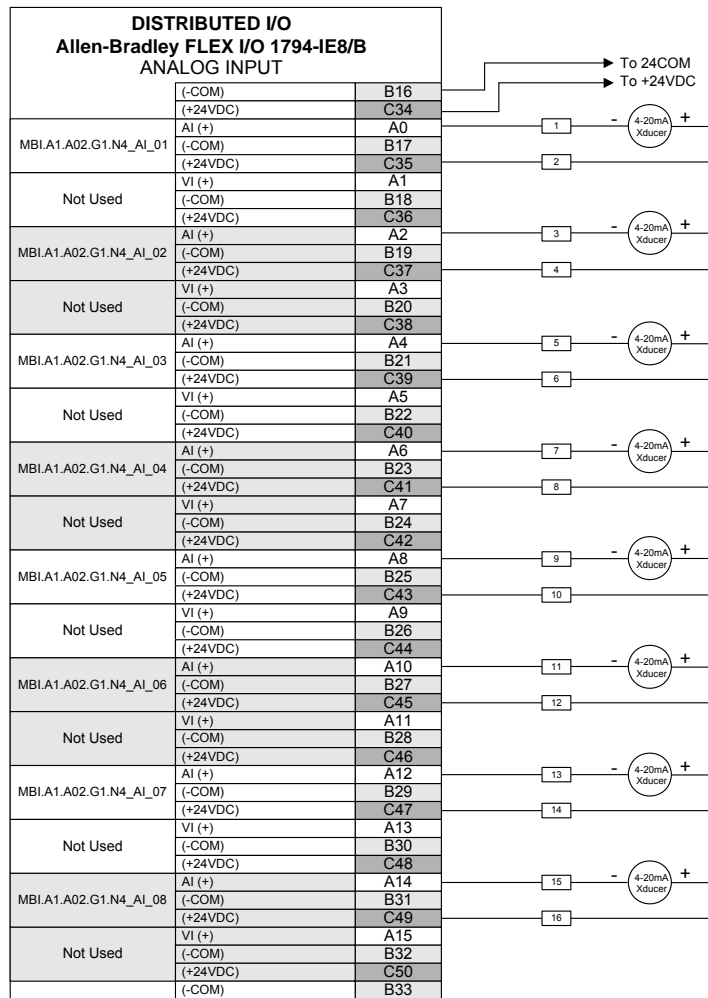 DISTRIBUTED I/O
Allen-Bradley FLEX I/O 1794-IE8/B
ANALOG INPUT
(-COM) B16 To 24COM
(+24VDC) C34 To +24VDC
MBI.A1.A02.G1.N4_AI_01
AI (+) A0 1 - 4-20mA Xducer +
(-COM) B17
(+24VDC) C35 2
Not Used
VI (+) A1
(-COM) B18
(+24VDC) C36
MBI.A1.A02.G1.N4_AI_02
AI (+) A2 3 - 4-20mA Xducer +
(-COM) B19
(+24VDC) C37 4
Not Used
VI (+) A3
(-COM) B20
(+24VDC) C38
MBI.A1.A02.G1.N4_AI_03
AI (+) A4 5 - 4-20mA Xducer +
(-COM) B21
(+24VDC) C39 6
Not Used
VI (+) A5
(-COM) B22
(+24VDC) C40
MBI.A1.A02.G1.N4_AI_04
AI (+) A6 7 - 4-20mA Xducer +
(-COM) B23
(+24VDC) C41 8
Not Used
VI (+) A7
(-COM) B24
(+24VDC) C42
MBI.A1.A02.G1.N4_AI_05
AI (+) A8 9 - 4-20mA Xducer +
(-COM) B25
(+24VDC) C43 10
Not Used
VI (+) A9
(-COM) B26
(+24VDC) C44
MBI.A1.A02.G1.N4_AI_06
AI (+) A10 11 - 4-20mA Xducer +
(-COM) B27
(+24VDC) C45 12
Not Used
VI (+) A11
(-COM) B28
(+24VDC) C46
MBI.A1.A02.G1.N4_AI_07
AI (+) A12 13 - 4-20mA Xducer +
(-COM) B29
(+24VDC) C47 14
Not Used
VI (+) A13
(-COM) B30
(+24VDC) C48
MBI.A1.A02.G1.N4_AI_08
AI (+) A14 15 - 4-20mA Xducer +
(-COM) B31
(+24VDC) C49 16
Not Used
VI (+) A15
(-COM) B32
(+24VDC) C50
(-COM) B33